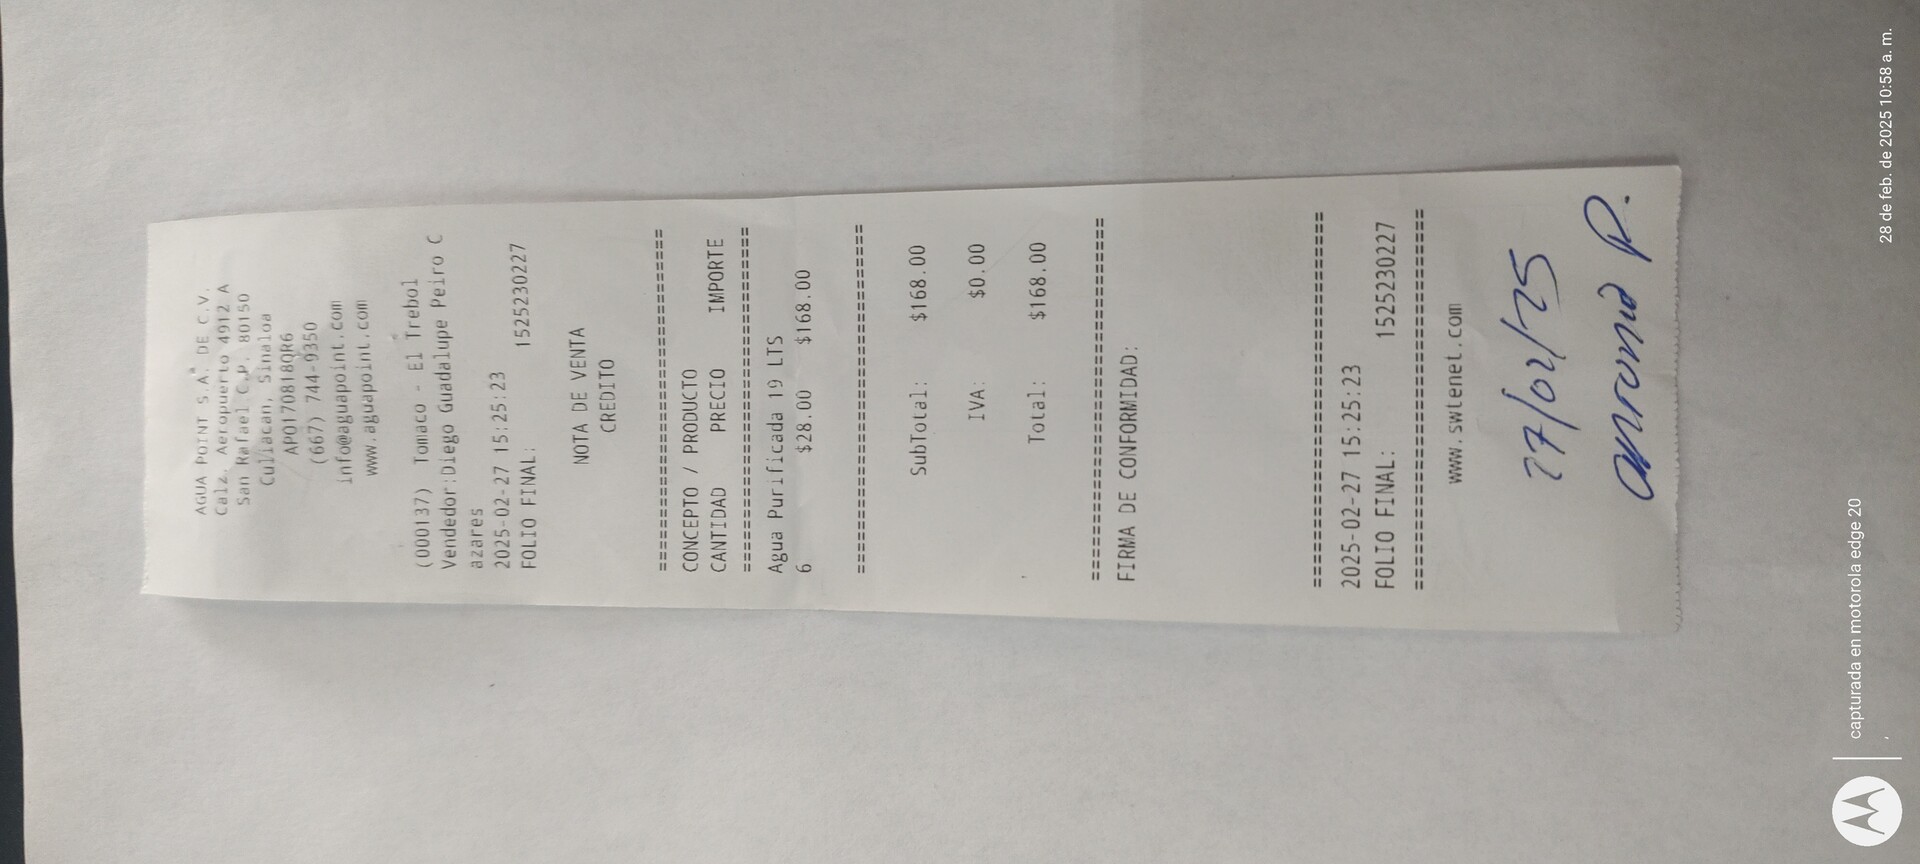 AGUA POINT S.A. DE C.V.
Calz. Aeropuerto 4912 A
San Rafael C.P. 80150
Culiacan, Sinaloa
APO170818QR6
(667) 744-9350
info@aguapoint.com
www.aguapoint.com
(000137) Tomaco - El Trebol
Vendedor:Diego Guadalupe Peiro C
azares
2025-02-27 15:25:23
FOLIO FINAL: 1525230227
NOTA DE VENTA
CREDITO
================================
CONCEPTO / PRODUCTO
CANTIDAD PRECIO IMPORTE
================================
Agua Purificada 19 LTS
6 $28.00 $168.00
================================
SubTotal: $168.00
IVA: $0.00
Total: $168.00
================================
FIRMA DE CONFORMIDAD:
================================
2025-02-27 15:25:23
FOLIO FINAL: 1525230227
================================
www.swtenet.com
27/02/25
P.
capturada en motorola edge 20
28 de feb. de 2025 10:58 a. m.